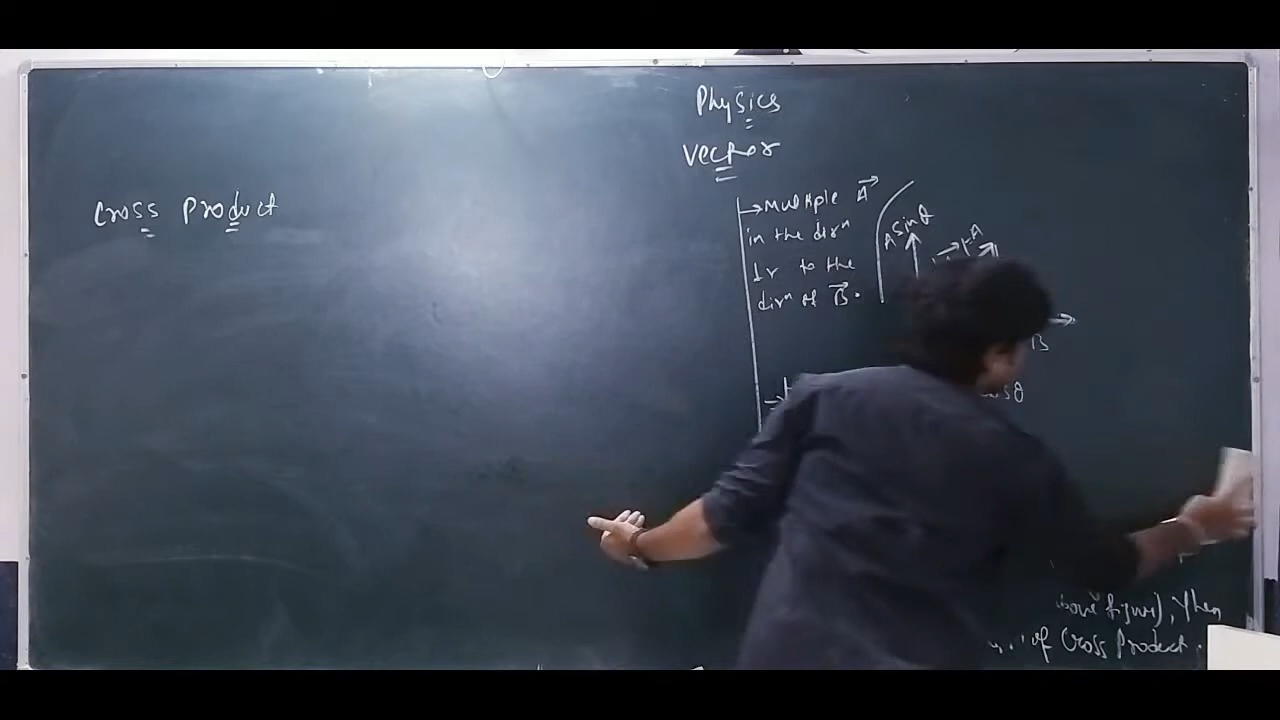 Physics
Vector
Cross Product
→ Multiple A⃗
in the dirⁿ
⊥r to the
dirⁿ of B⃗.
A sinθ
A
B
cosθ
above figure), then
of Cross Product.